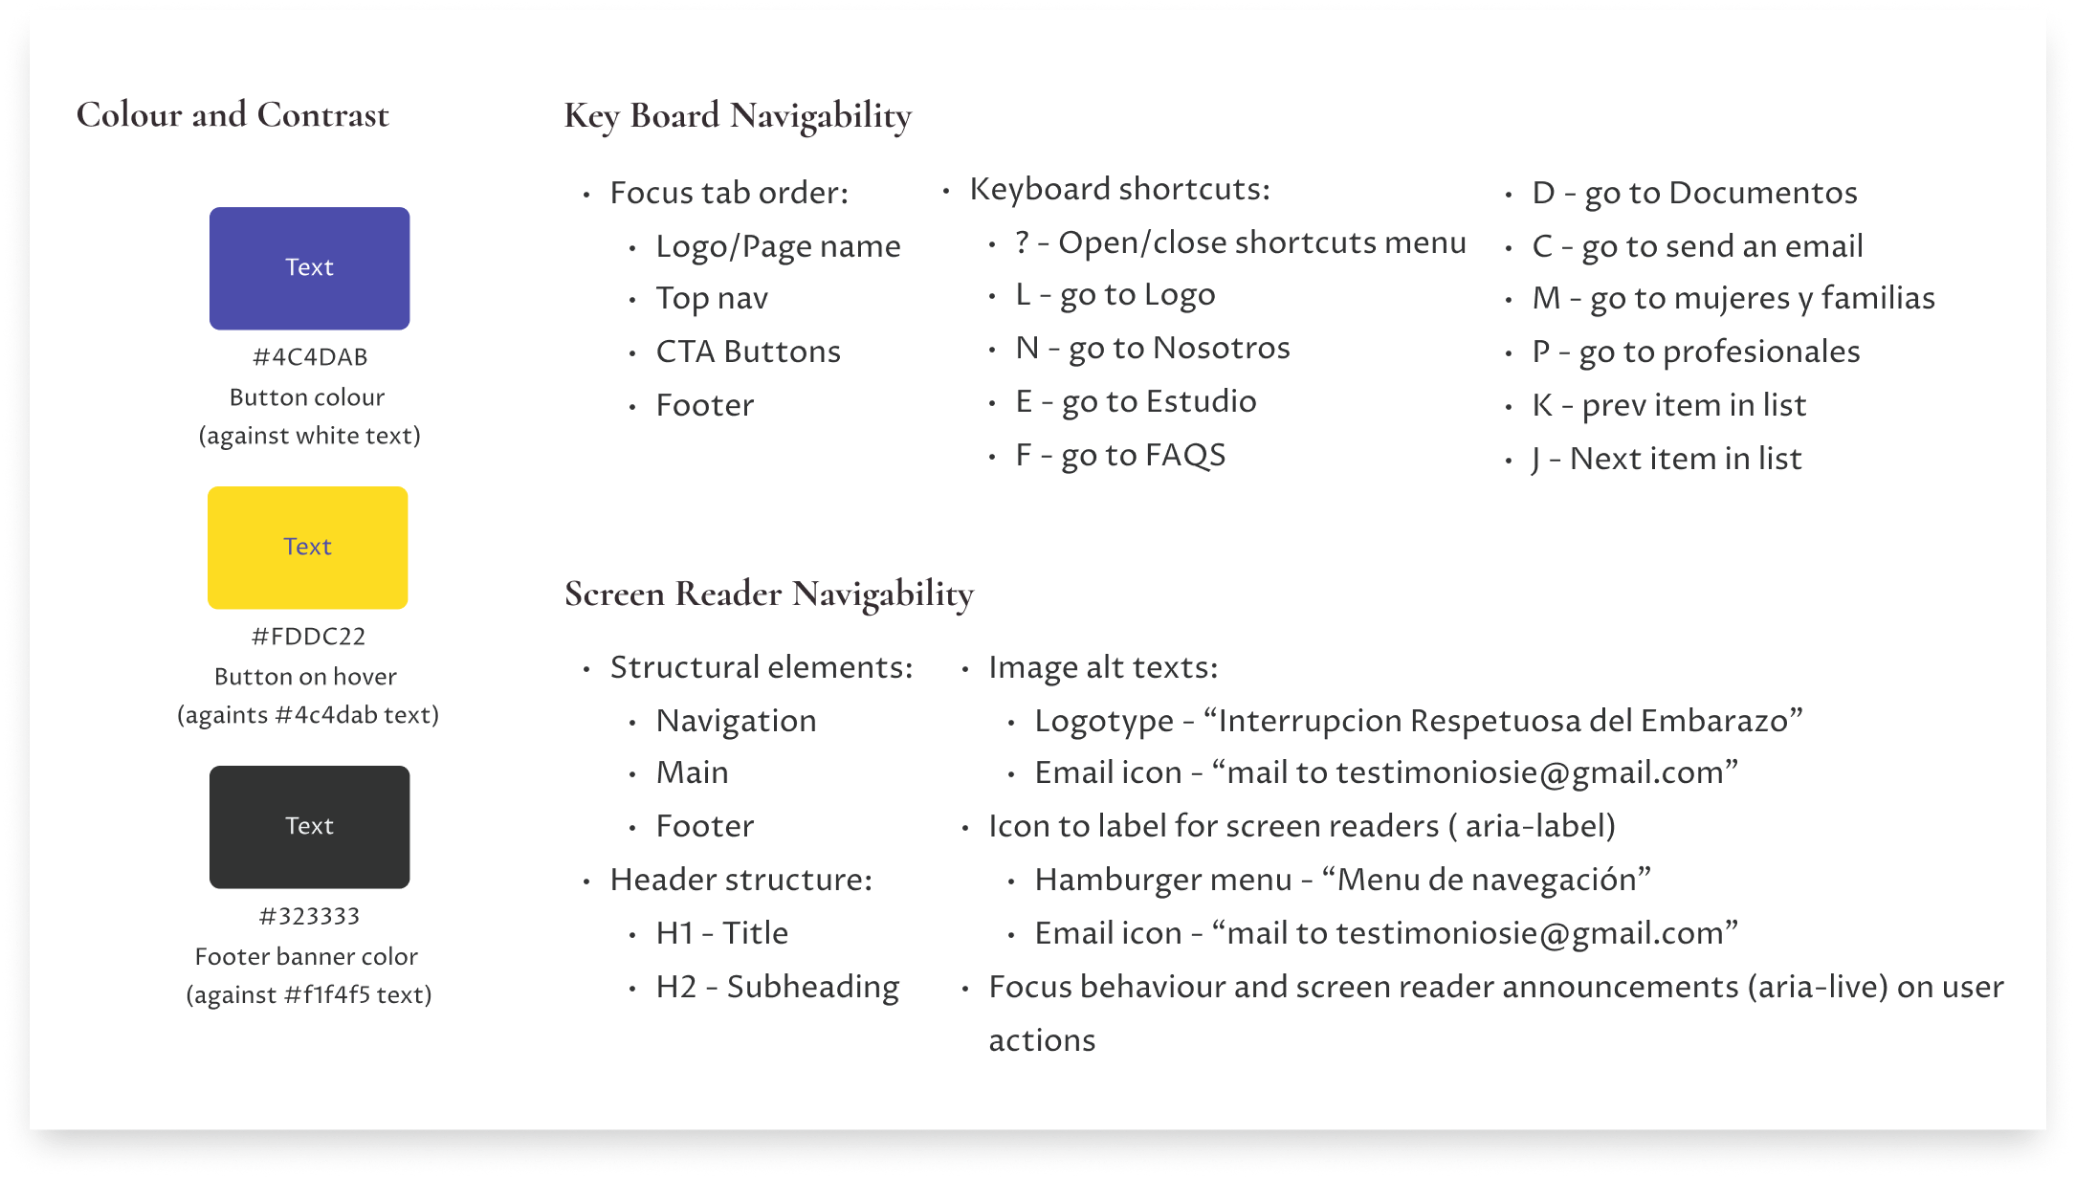 Colour and Contrast
Text
#4C4DAB
Button colour
(against white text)
Text
#FDDC22
Button on hover
(againts #4c4dab text)
Text
#323333
Footer banner color
(against #f1f4f5 text)
Key Board Navigability
• Focus tab order:
• Logo/Page name
• Top nav
• CTA Buttons
• Footer
• Keyboard shortcuts:
• ? - Open/close shortcuts menu
• L - go to Logo
• N - go to Nosotros
• E - go to Estudio
• F - go to FAQS
• D - go to Documentos
• C - go to send an email
• M - go to mujeres y familias
• P - go to profesionales
• K - prev item in list
• J - Next item in list
Screen Reader Navigability
• Structural elements:
• Navigation
• Main
• Footer
• Header structure:
• H1 - Title
• H2 - Subheading
• Image alt texts:
• Logotype - “Interrupcion Respetuosa del Embarazo”
• Email icon - “mail to testimoniosie@gmail.com”
• Icon to label for screen readers ( aria-label)
• Hamburger menu - “Menu de navegación”
• Email icon - “mail to testimoniosie@gmail.com”
• Focus behaviour and screen reader announcements (aria-live) on user
actions